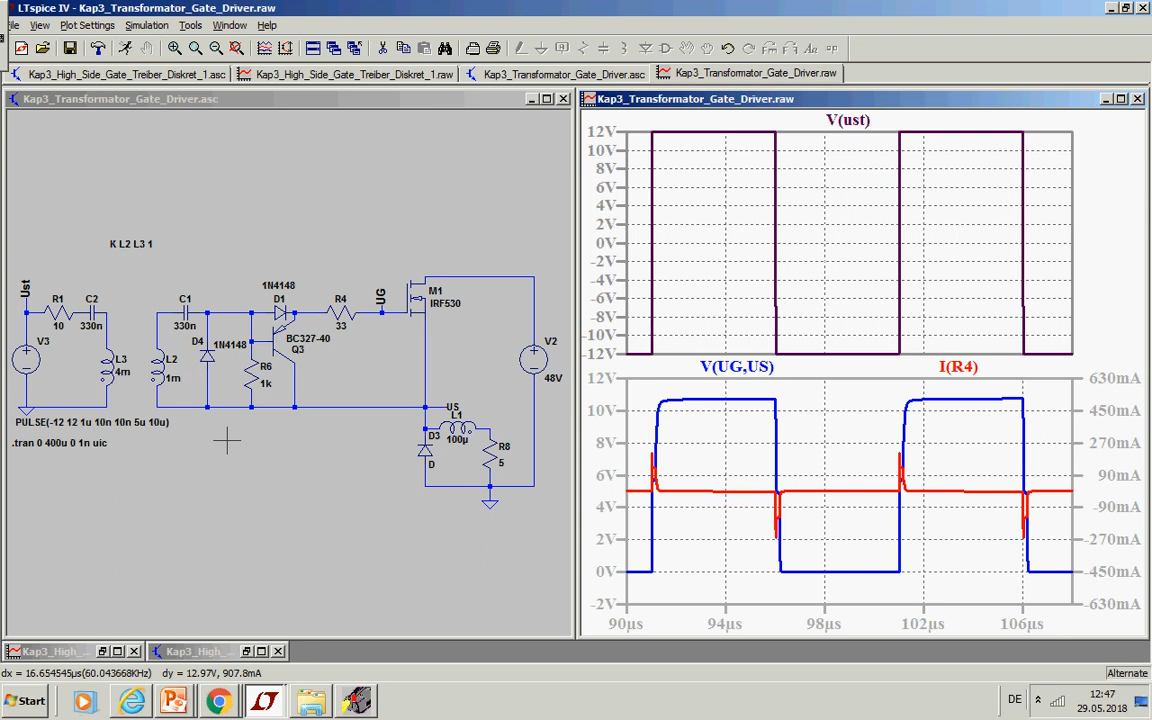 LTspice IV - Kap3_Transformator_Gate_Driver.raw
File View Plot Settings Simulation Tools Window Help
Kap3_High_Side_Gate_Treiber_Diskret_1.asc Kap3_High_Side_Gate_Treiber_Diskret_1.raw Kap3_Transformator_Gate_Driver.asc Kap3_Transformator_Gate_Driver.raw
Kap3_Transformator_Gate_Driver.asc
K L2 L3 1
Ust
R1
10
C2
330n
V3
L3
4m
L2
1m
C1
330n
D4
1N4148
1N4148
D1
BC327-40
Q3
R6
1k
R4
33
UG
M1
IRF530
V2
48V
US
L1
100µ
D3
D
R8
5
PULSE(-12 12 1u 10n 10n 5u 10u)
.tran 0 400u 0 1n uic
Kap3_Transformator_Gate_Driver.raw
V(ust)
12V
10V
8V
6V
4V
2V
0V
-2V
-4V
-6V
-8V
-10V
-12V
V(UG,US) I(R4)
12V 630mA
10V 450mA
8V 270mA
6V 90mA
4V -90mA
2V -270mA
0V -450mA
-2V -630mA
90µs 94µs 98µs 102µs 106µs
Kap3_High_... Kap3_High_...
dx = 16.654545µs(60.043668KHz) dy = 12.97V, 907.8mA Alternate
Start DE 12:47
29.05.2018